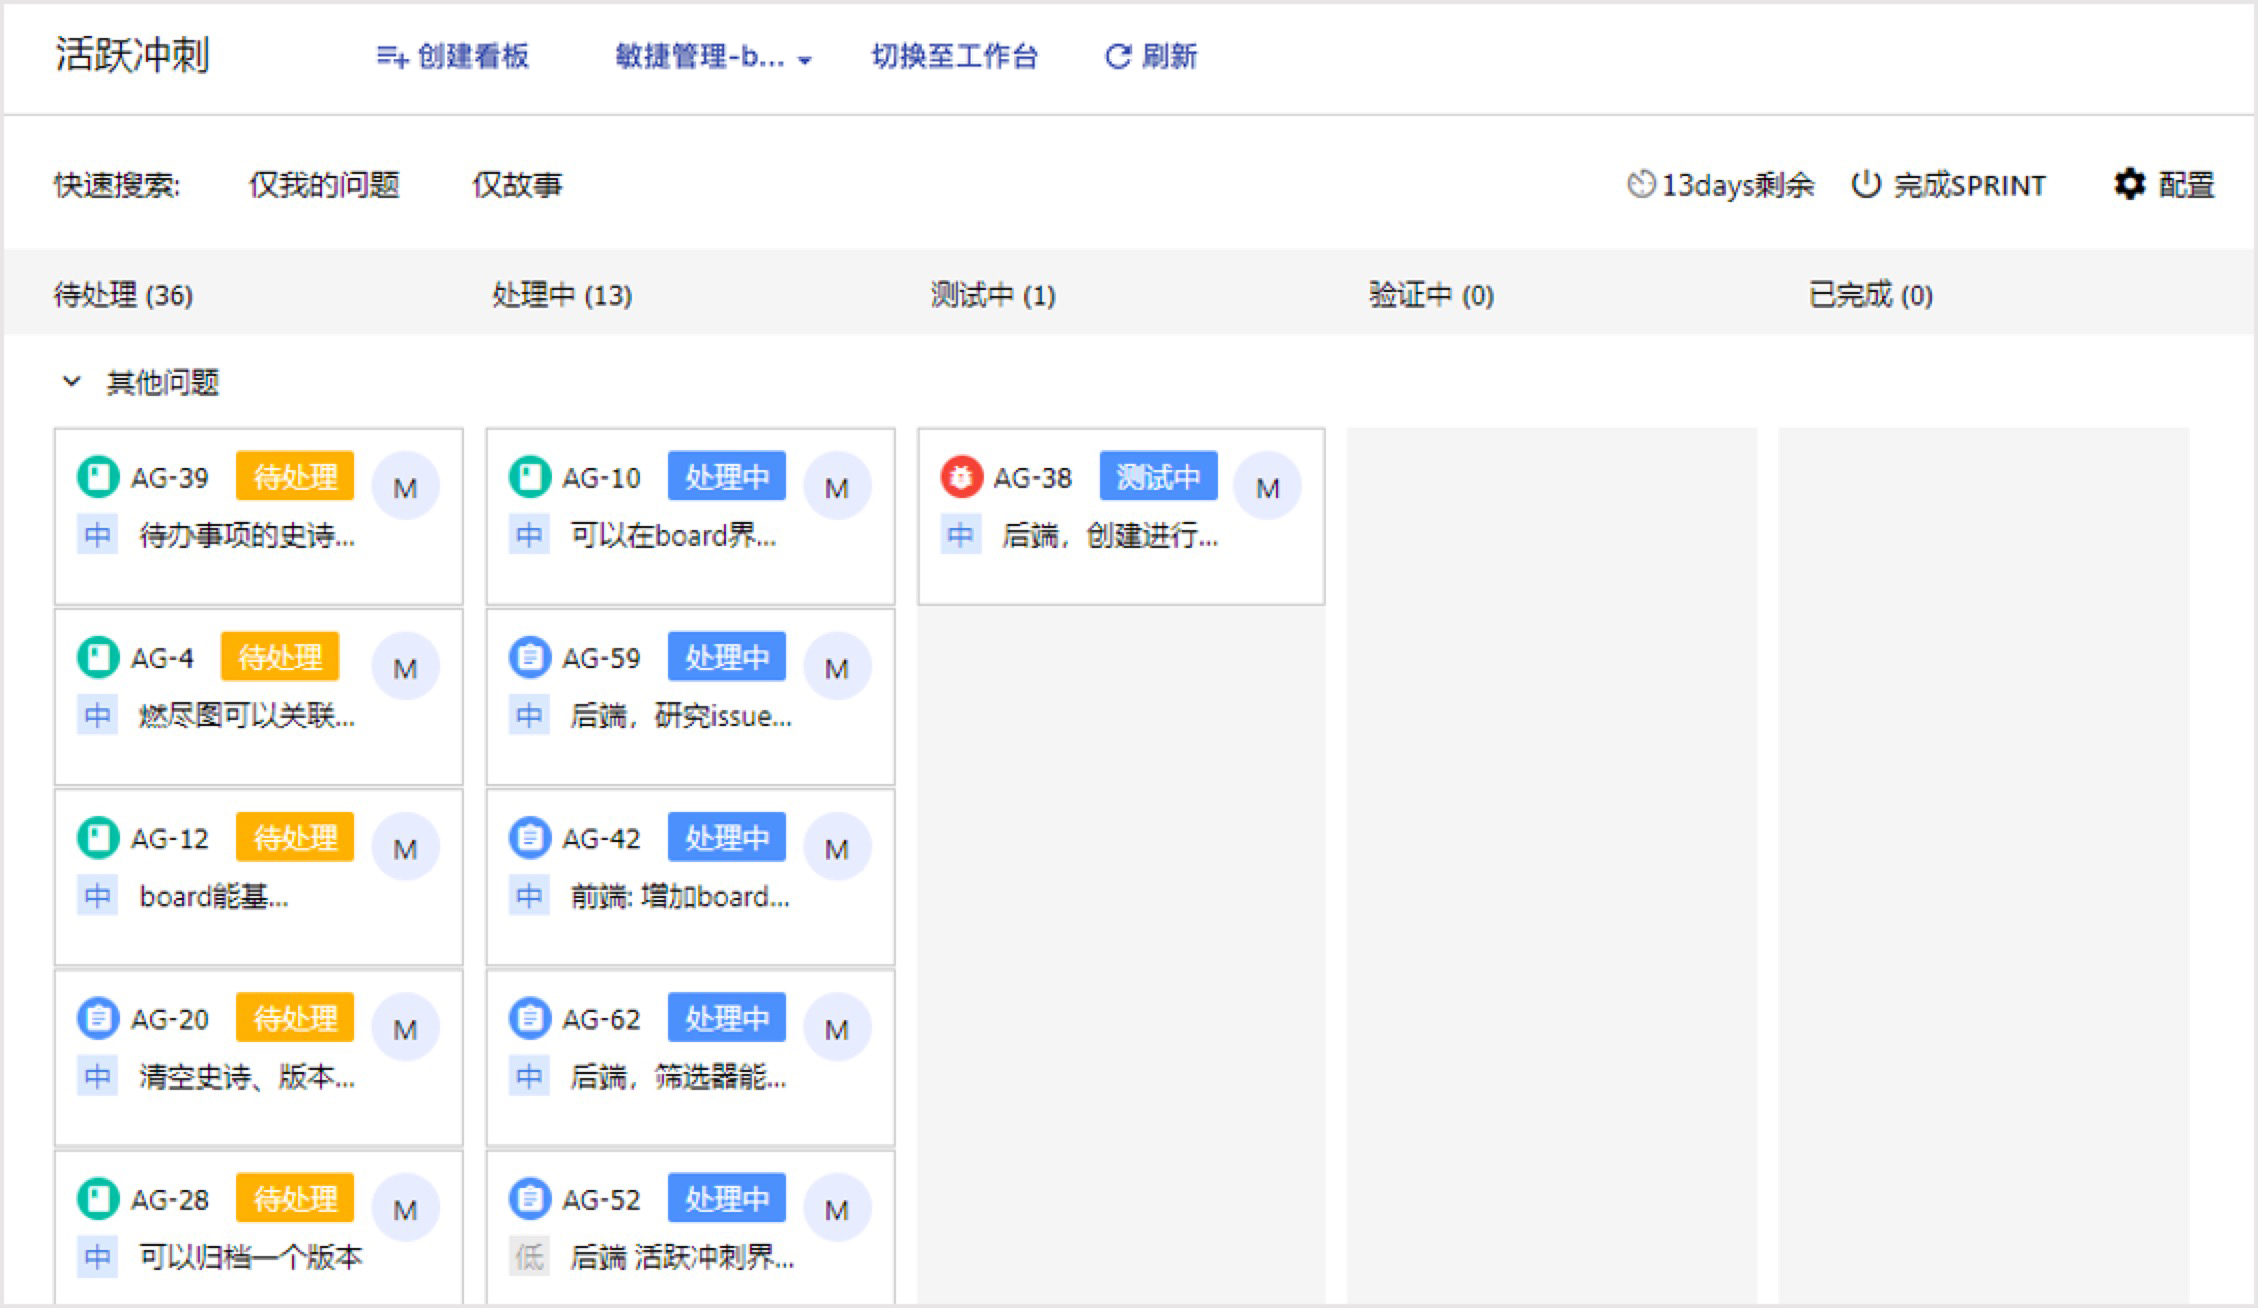 活跃冲刺 创建看板 敏捷管理-b... 切换至工作台 刷新
快速搜索: 仅我的问题 仅故事 13days剩余 完成SPRINT 配置
待处理 (36) 处理中 (13) 测试中 (1) 验证中 (0) 已完成 (0)
其他问题
AG-39 待处理 M
中 待办事项的史诗...
AG-4 待处理 M
中 燃尽图可以关联...
AG-12 待处理 M
中 board能基...
AG-20 待处理 M
中 清空史诗、版本...
AG-28 待处理 M
中 可以归档一个版本
AG-10 处理中 M
中 可以在board界...
AG-59 处理中 M
中 后端，研究issue...
AG-42 处理中 M
中 前端: 增加board...
AG-62 处理中 M
中 后端，筛选器能...
AG-52 处理中 M
低 后端 活跃冲刺界...
AG-38 测试中 M
中 后端，创建进行...